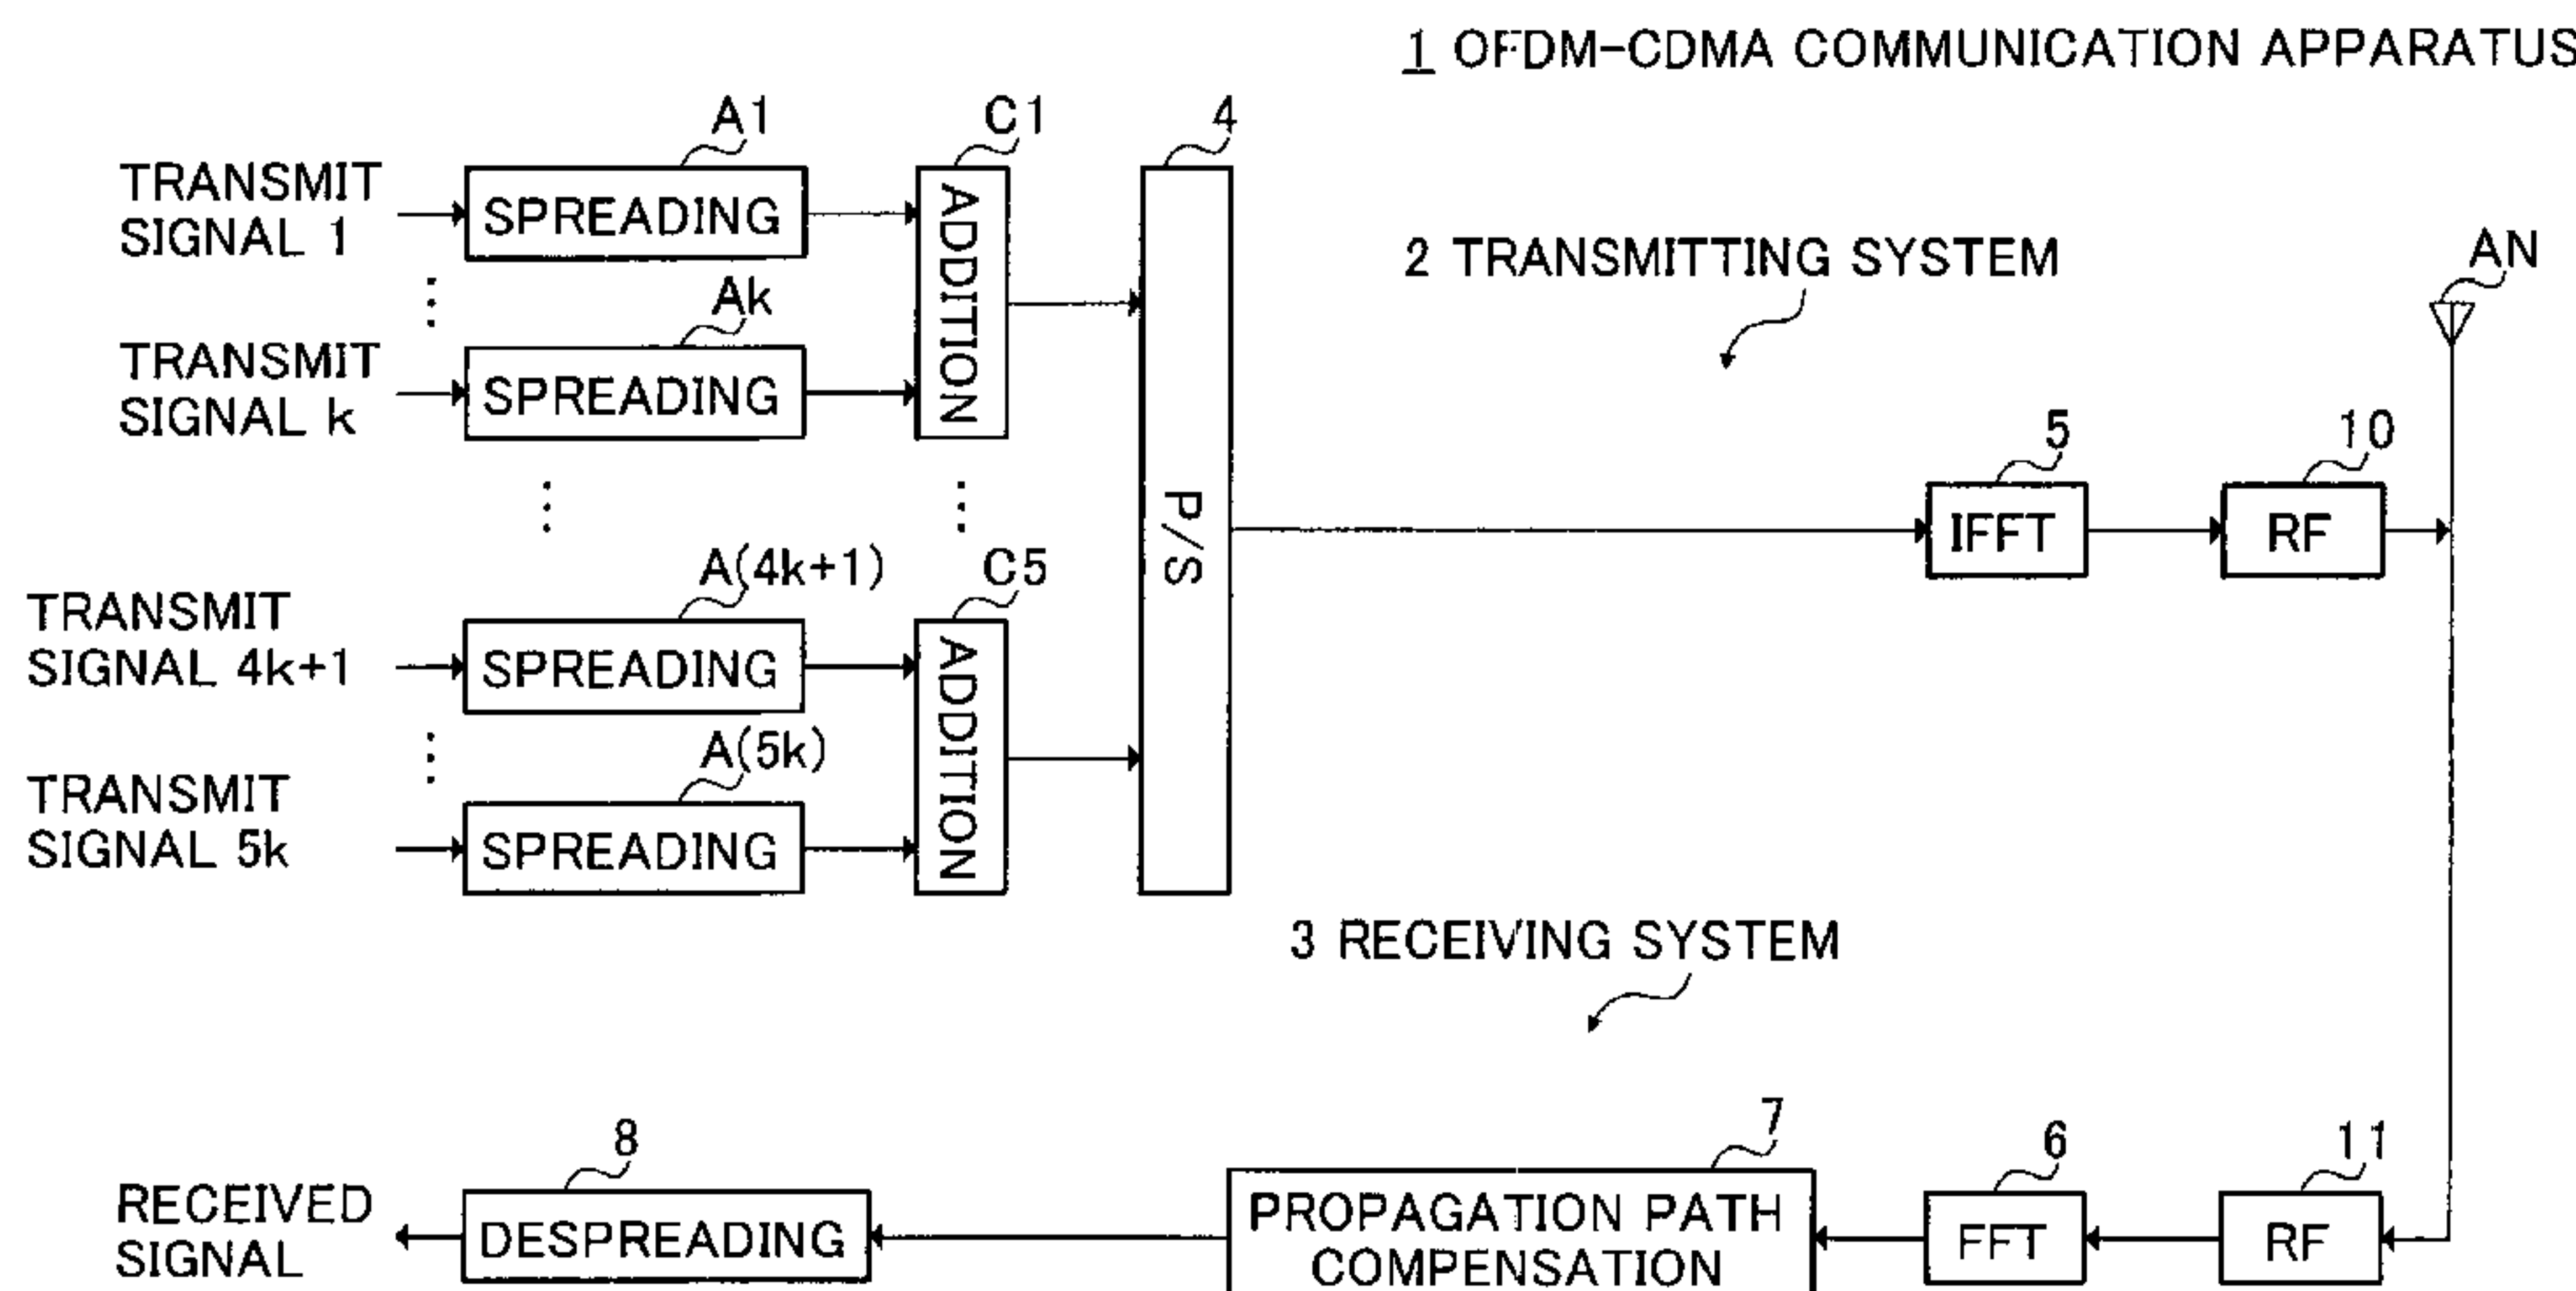 1 OFDM-CDMA COMMUNICATION APPARATUS
A1
C1
4
TRANSMIT
SIGNAL 1
SPREADING
ADDITION
2 TRANSMITTING SYSTEM
AN
Ak
TRANSMIT
SIGNAL k
SPREADING
P/S
5
10
IFFT
RF
A(4k+1)
C5
TRANSMIT
SIGNAL 4k+1
SPREADING
ADDITION
A(5k)
TRANSMIT
SIGNAL 5k
SPREADING
3 RECEIVING SYSTEM
8
7
6
11
RECEIVED
SIGNAL
DESPREADING
PROPAGATION PATH
COMPENSATION
FFT
RF